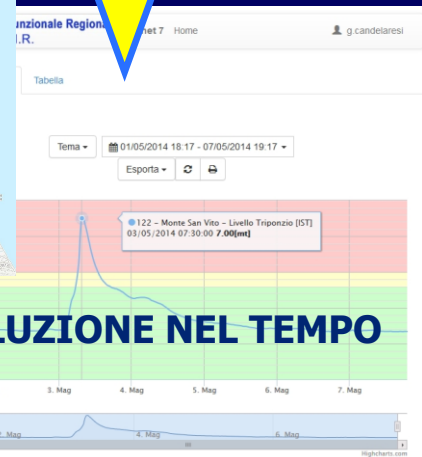 unzionale Regiona
I.R.
net 7 Home g.candelaresi
Tabella
Tema 01/05/2014 18:17 - 07/05/2014 19:17
Esporta
122 - Monte San Vito - Livello Triponzio [IST]
03/05/2014 07:30:00 7.00[mt]
LUZIONE NEL TEMPO
3. Mag 4. Mag 5. Mag 6. Mag 7. Mag
2. Mag 4. Mag 6. Mag
Highcharts.com